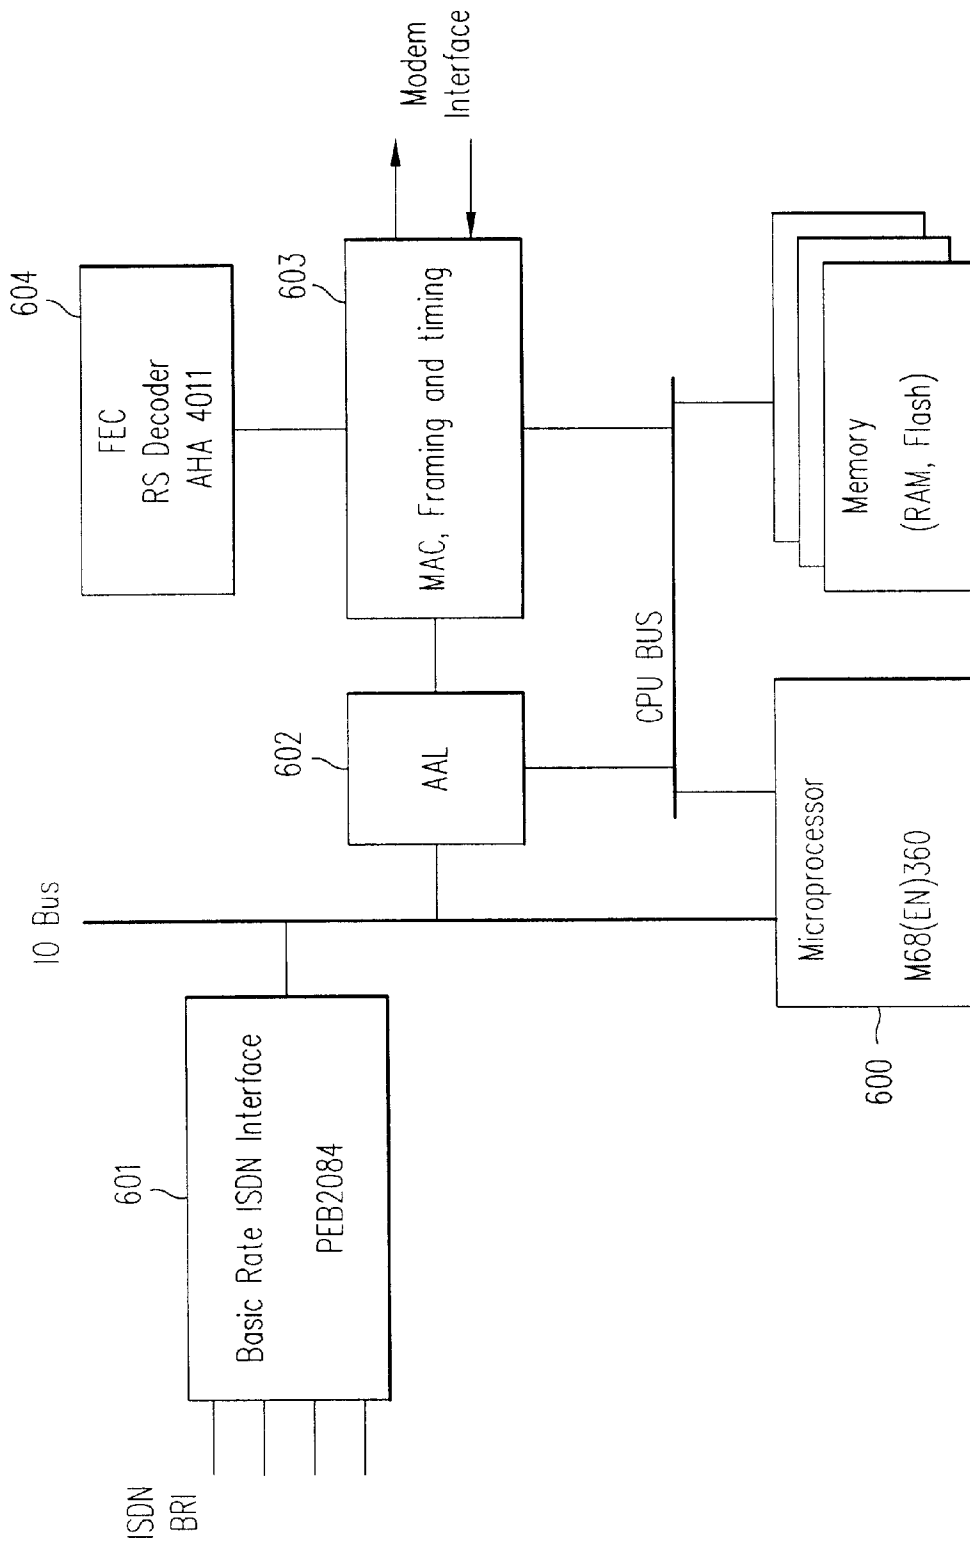 604
FEC
RS Decoder
AHA 4011
603
MAC, Framing and timing
Modem
Interface
602
AAL
IO Bus
601
Basic Rate ISDN Interface
PEB2084
ISDN
BRI
CPU BUS
Memory
(RAM, Flash)
Microprocessor
M68(EN)360
600